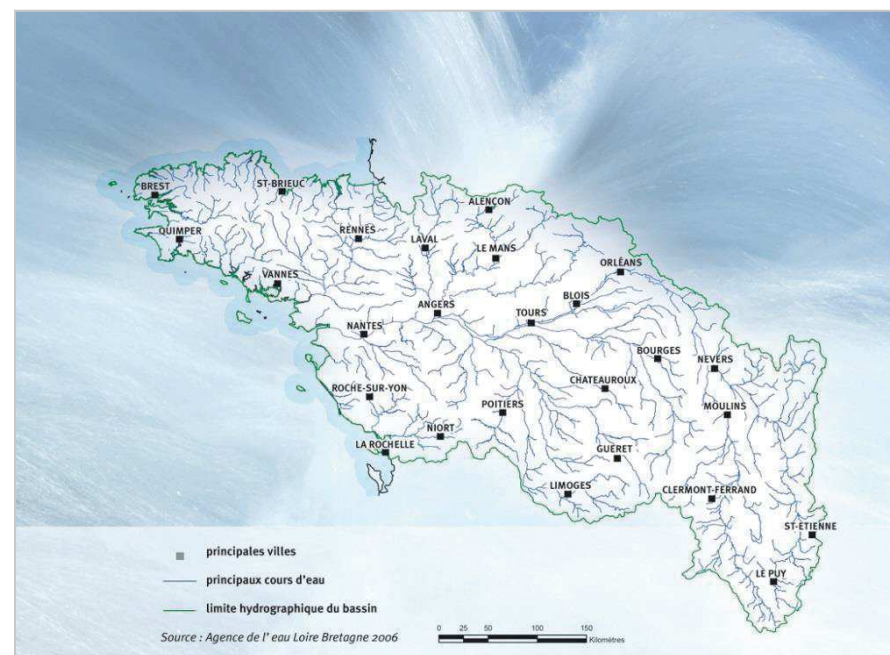 ALENÇON
BREST
ST-BRIEUC
QUIMPER
RENNES
LAVAL
LE MANS
ORLÉANS
VANNES
BLOIS
ANGERS
TOURS
NANTES
BOURGES
NEVERS
ROCHE-SUR-YON
CHATEAUROUX
POITIERS
MOULINS
NIORT
LA ROCHELLE
GUÉRET
LIMOGES
CLERMONT-FERRAND
ST-ETIENNE
LE PUY
principales villes
principaux cours d'eau
limite hydrographique du bassin
Source : Agence de l' eau Loire Bretagne 2006
0 25 50 100 150
Kilomètres